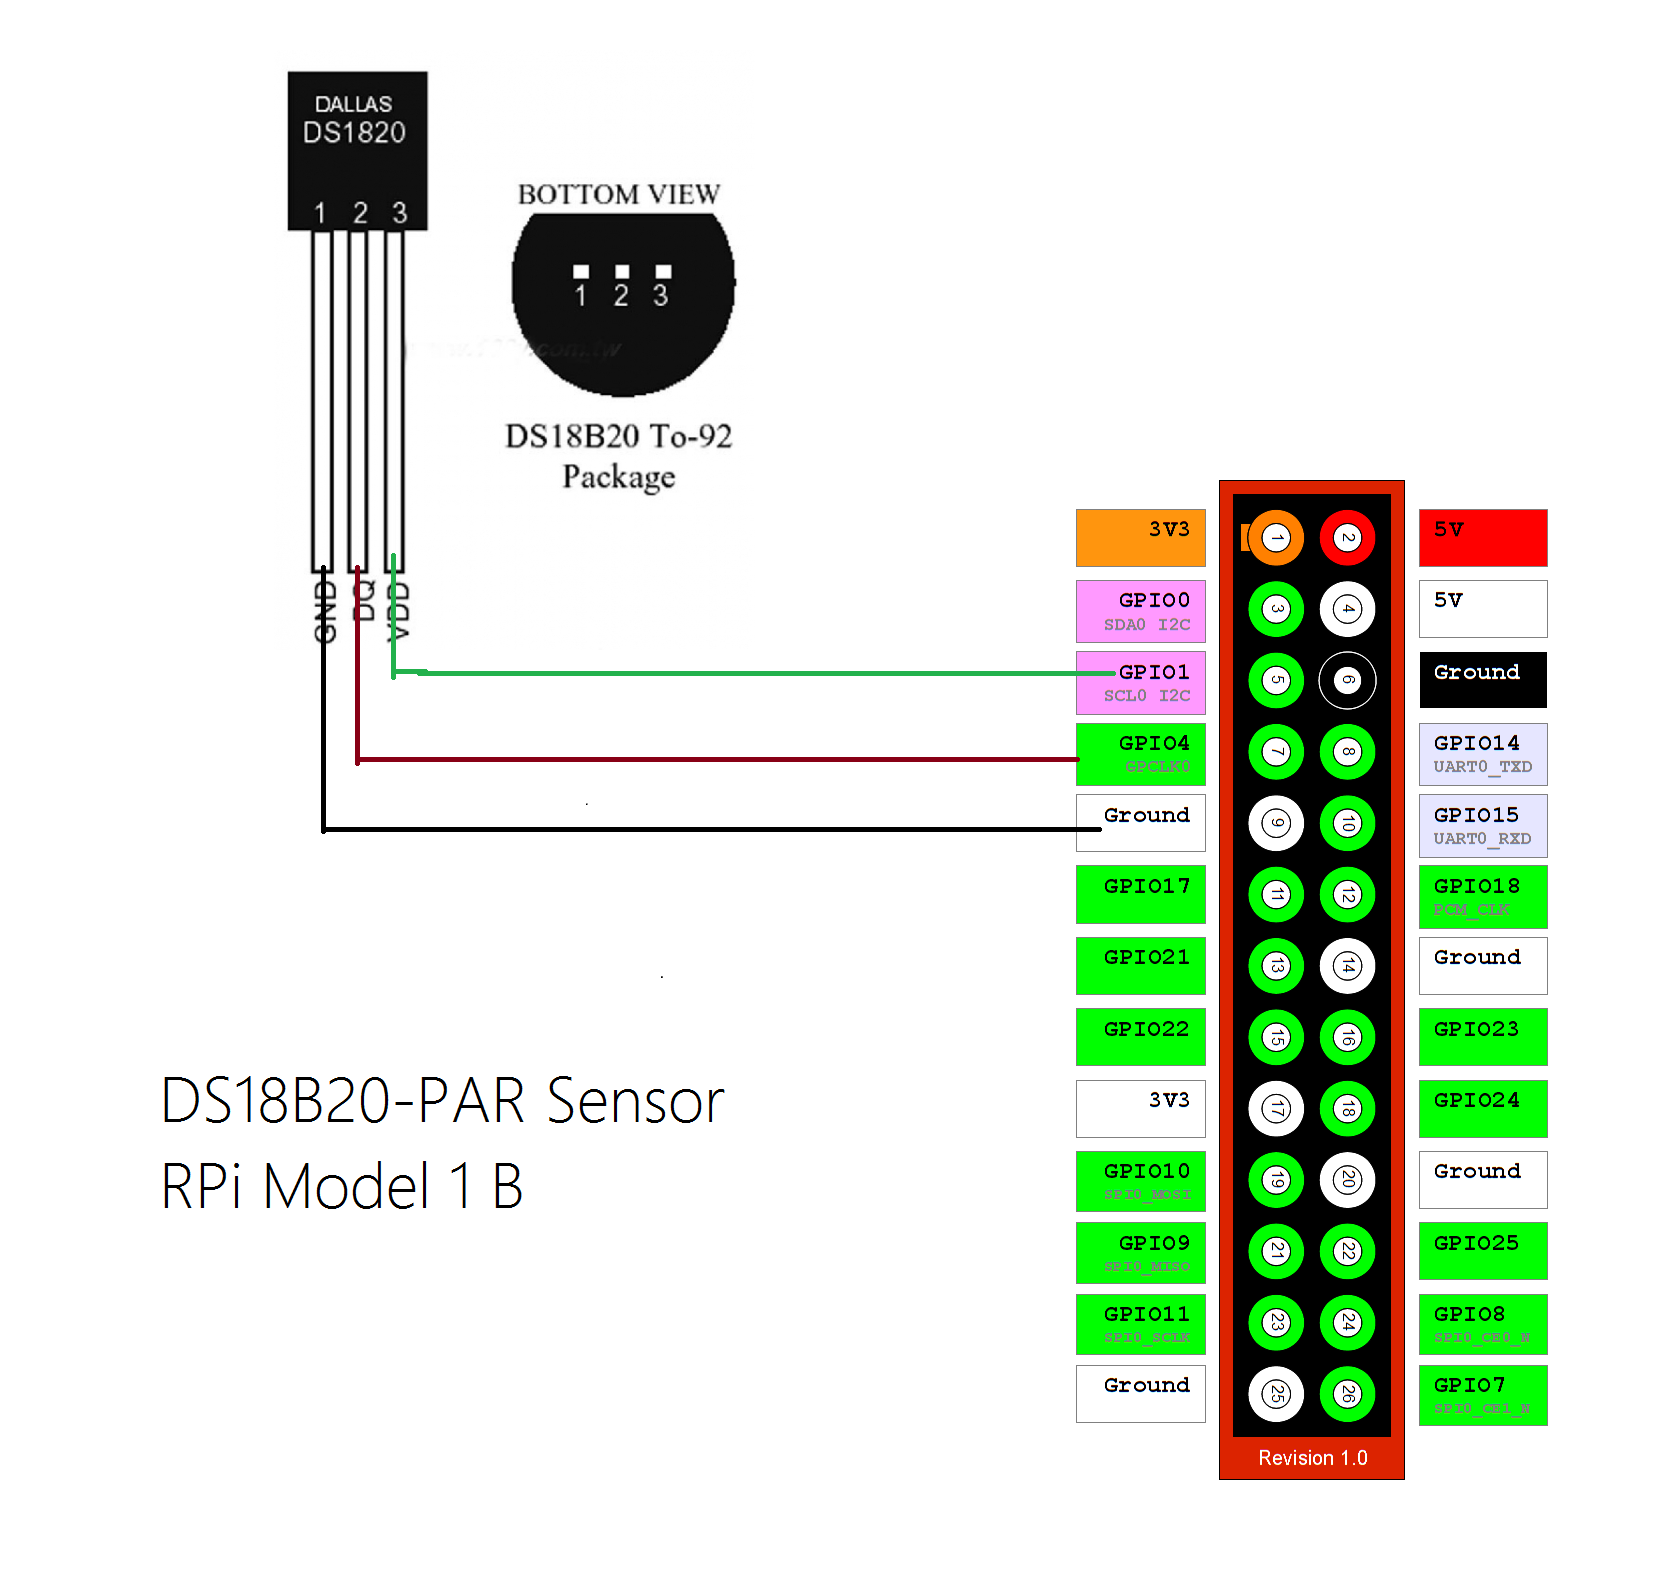 DALLAS
DS1820
1 2 3
BOTTOM VIEW
1 2 3
DS18B20 To-92
Package
GND
DQ
VDD
3V3 1 2 5V
GPIO0 3 4 5V
SDA0 I2C
GPIO1 5 6 Ground
SCL0 I2C
GPIO4 7 8 GPIO14
GPCLK0 UART0_TXD
Ground 9 10 GPIO15
UART0_RXD
GPIO17 11 12 GPIO18
PCM_CLK
GPIO21 13 14 Ground
GPIO22 15 16 GPIO23
3V3 17 18 GPIO24
GPIO10 19 20 Ground
SPI0_MOSI
GPIO9 21 22 GPIO25
SPI0_MISO
GPIO11 23 24 GPIO8
SPI0_SCLK SPI0_CE0_N
Ground 25 26 GPIO7
SPI0_CE1_N
Revision 1.0
DS18B20-PAR Sensor
RPi Model 1 B